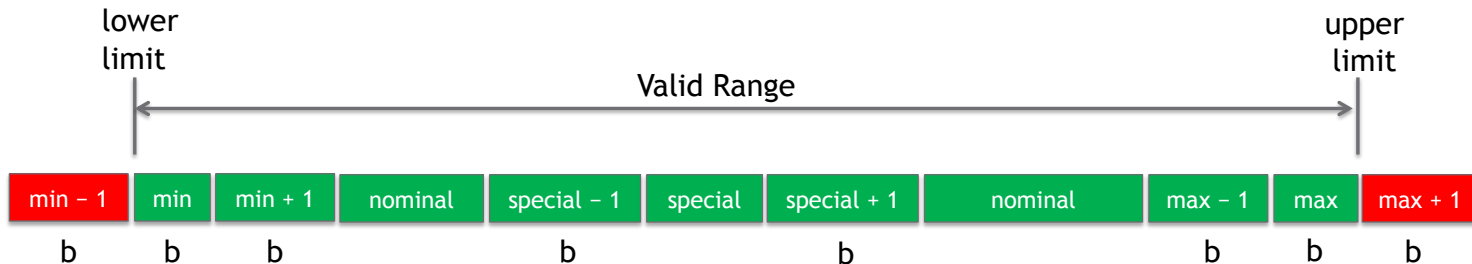 lower
limit
upper
limit
Valid Range
min − 1 min min + 1 nominal special − 1 special special + 1 nominal max − 1 max max + 1
b b b b b b b b